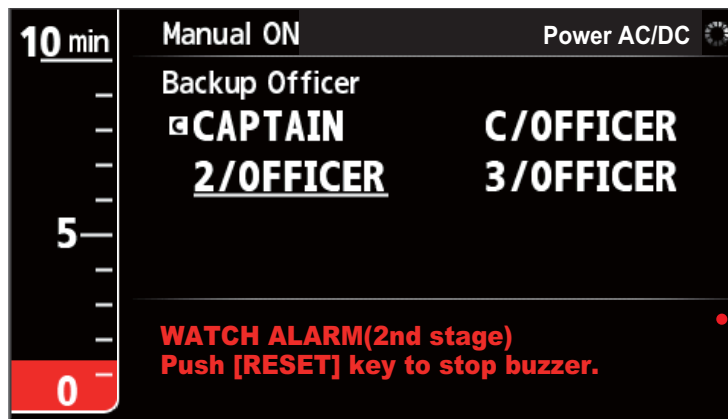 10 min
Manual ON Power AC/DC
Backup Officer
C CAPTAIN C/OFFICER
2/OFFICER 3/OFFICER
5
WATCH ALARM(2nd stage)
Push [RESET] key to stop buzzer.
0